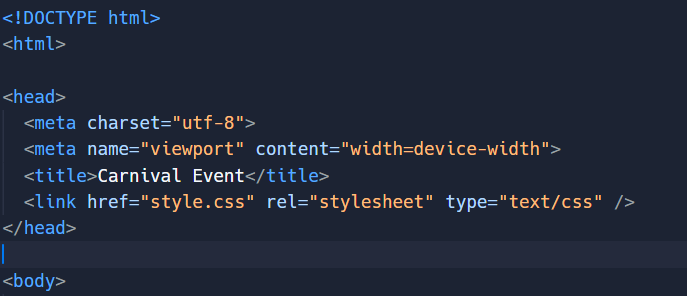 <!DOCTYPE html>
<html>
<head>
<meta charset="utf-8">
<meta name="viewport" content="width=device-width">
<title>Carnival Event</title>
<link href="style.css" rel="stylesheet" type="text/css" />
</head>
<body>